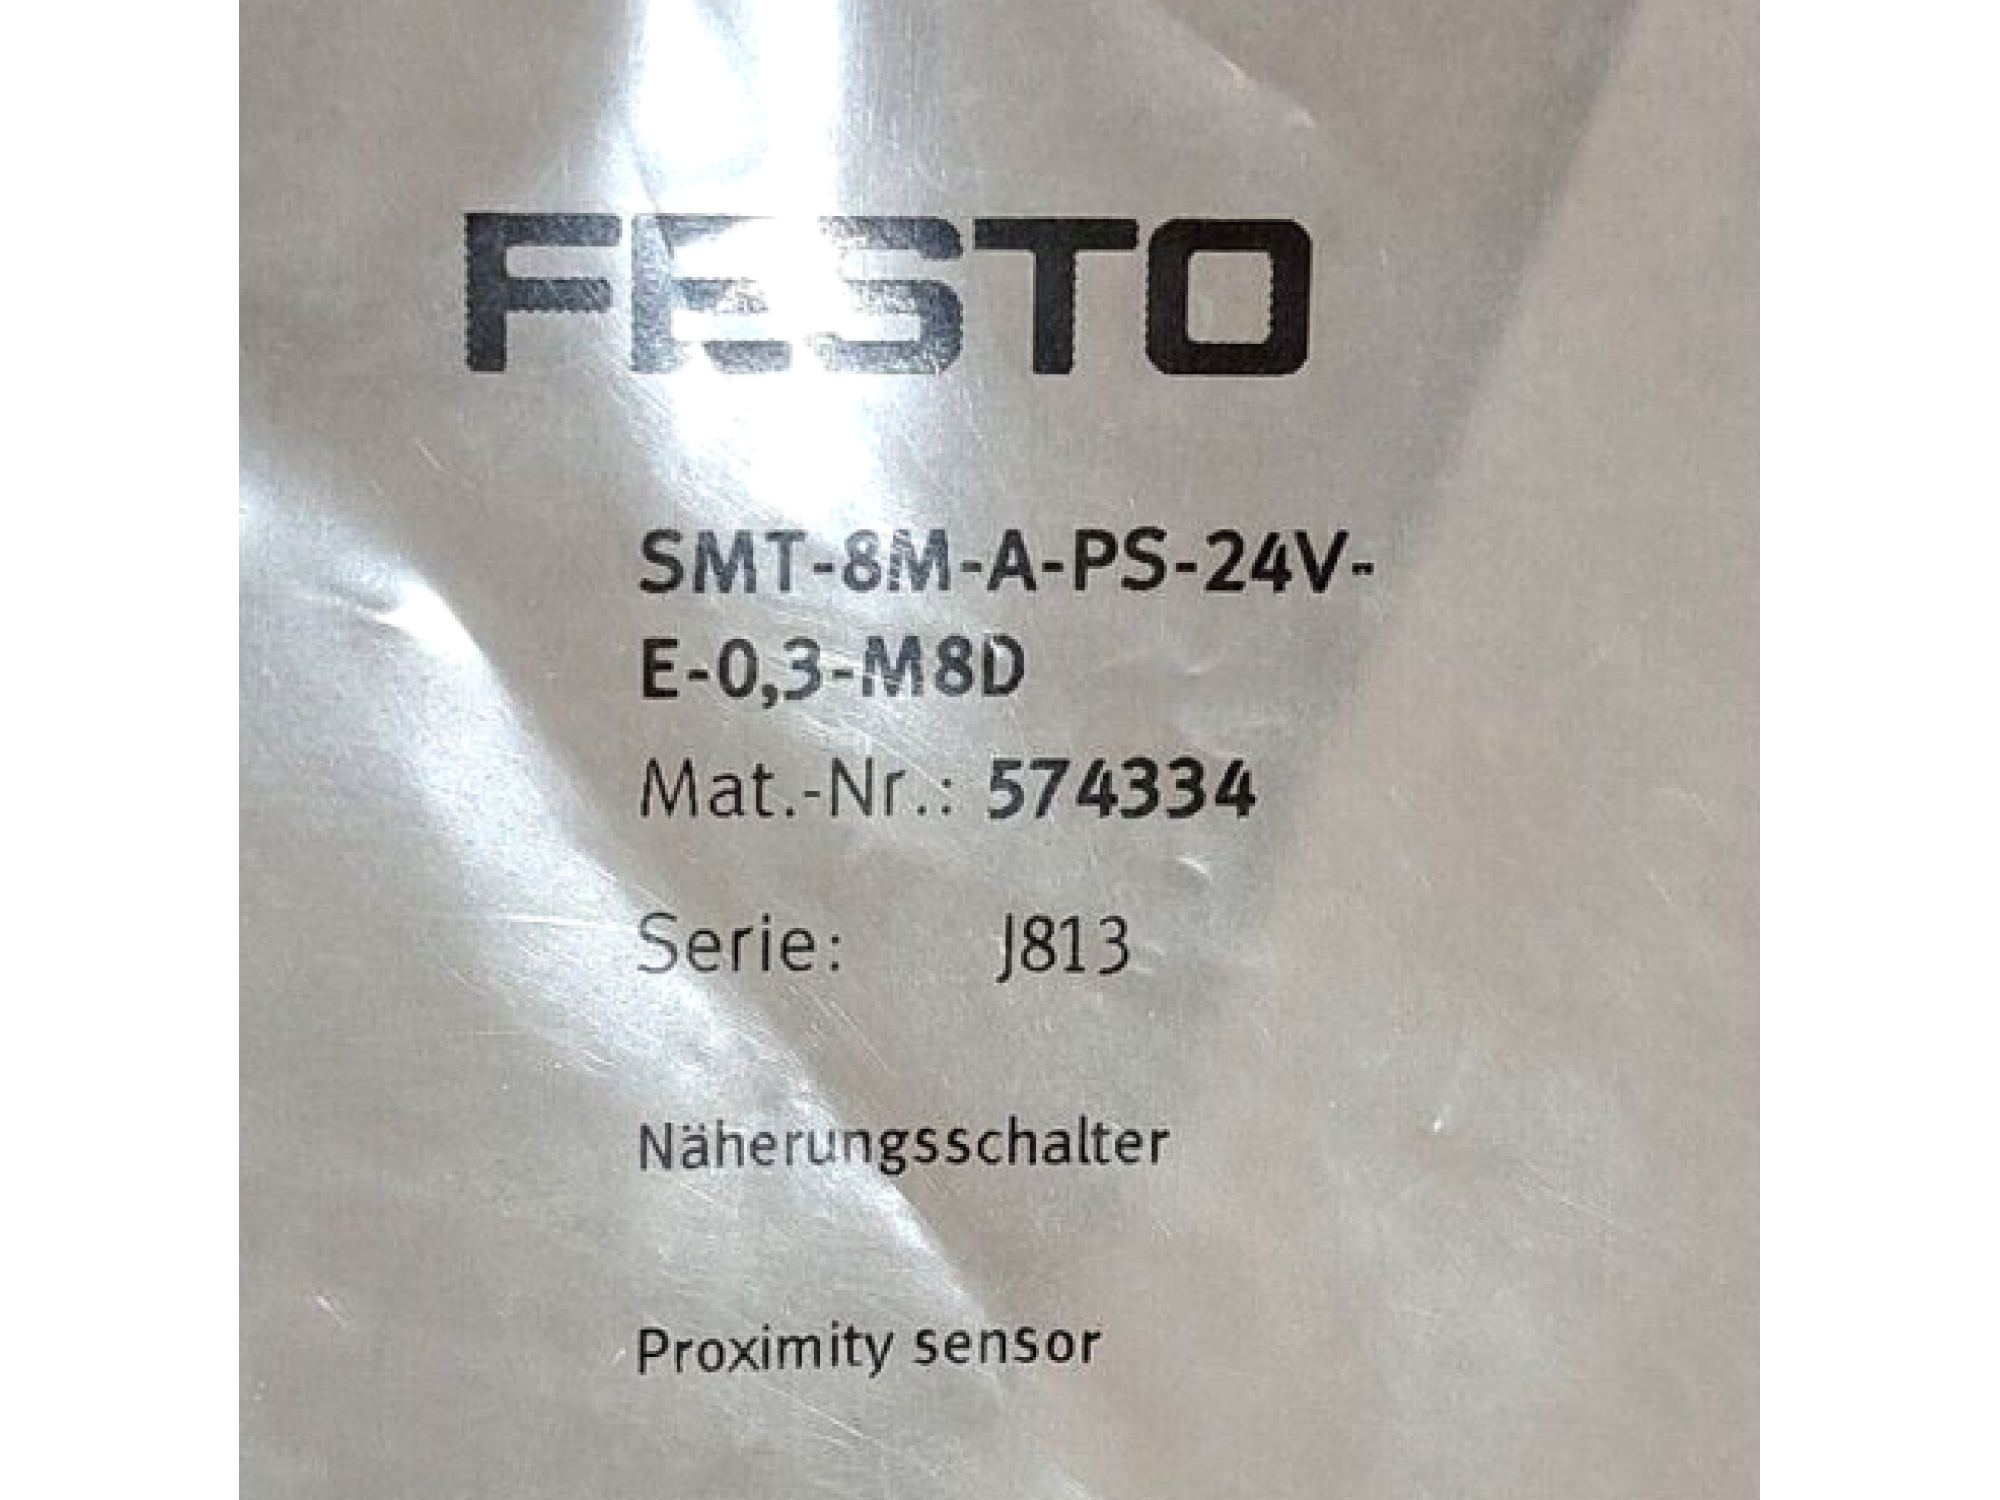 FESTO
SMT-8M-A-PS-24V-
E-0,3-M8D
Mat.-Nr.: 574334
Serie: J813
Näherungsschalter
Proximity sensor